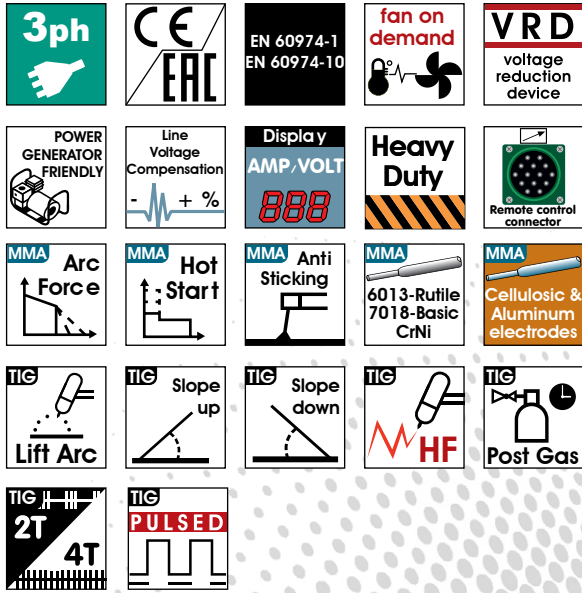 3ph
CE
EAC
EN 60974-1
EN 60974-10
fan on
demand
VRD
voltage
reduction
device
POWER
GENERATOR
FRIENDLY
Line
Voltage
Compensation
- + %
Display
AMP/VOLT
888
Heavy
Duty
Remote control
connector
MMA
Arc
Force
MMA
Hot
Start
MMA Anti
Sticking
MMA
6013-Rutile
7018-Basic
CrNi
MMA
Cellulosic &
Aluminum
electrodes
TIG
Lift Arc
TIG
Slope
up
TIG
Slope
down
TIG
HF
TIG
Post Gas
TIG
2T
4T
TIG
PULSED